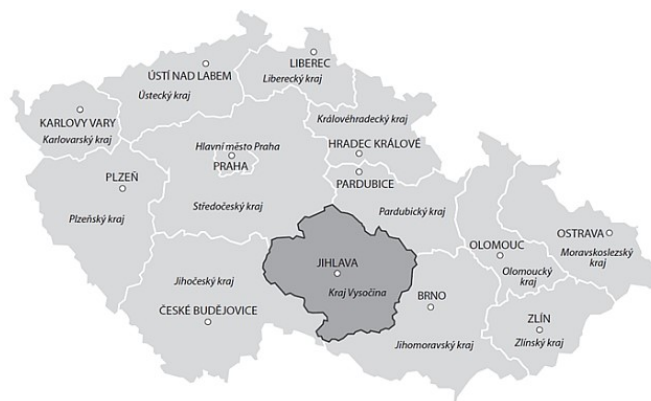 LIBEREC
Liberecký kraj
ÚSTÍ NAD LABEM
Ústecký kraj
KARLOVY VARY
Karlovarský kraj
Královéhradecký kraj
HRADEC KRÁLOVÉ
Hlavní město Praha
PRAHA
Středočeský kraj
PARDUBICE
Pardubický kraj
PLZEŇ
Plzeňský kraj
OSTRAVA
Moravskoslezský
kraj
OLOMOUC
Olomoucký
kraj
JIHLAVA
Kraj Vysočina
Jihočeský kraj
ČESKÉ BUDĚJOVICE
BRNO
Jihomoravský kraj
ZLÍN
Zlínský kraj